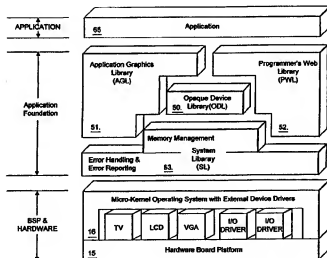 APPLICATION
65
Application
Application Foundation
Application Graphics
Library
(AGL)
51.
Opaque Device
Library(ODL)
50.
Programmer's Web
Library
(PWL)
52.
Memory Management
System
Libaray
(SL)
Error Handling &
Error Reporting
53.
BSP &
HARDWARE
Micro-Kernel Operating System with External Device Drivers
16
TV
LCD
VGA
I/O
DRIVER
I/O
DRIVER
15
Hardware Board Platform